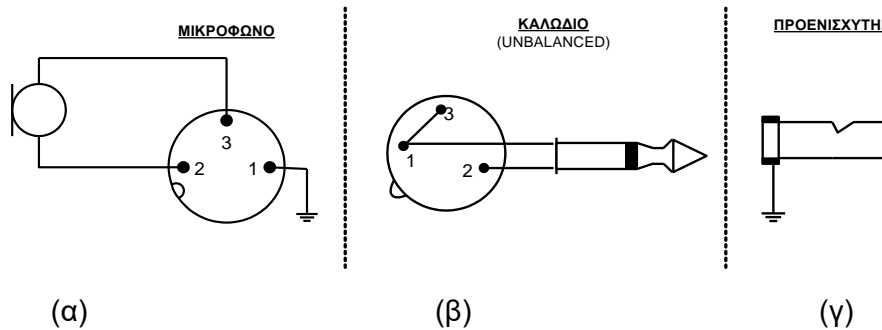 ΜΙΚΡΟΦΩΝΟ
3
2
1
(α)
ΚΑΛΩΔΙΟ
(UNBALANCED)
3
1
2
(β)
ΠΡΟΕΝΙΣΧΥΤΗ
(γ)